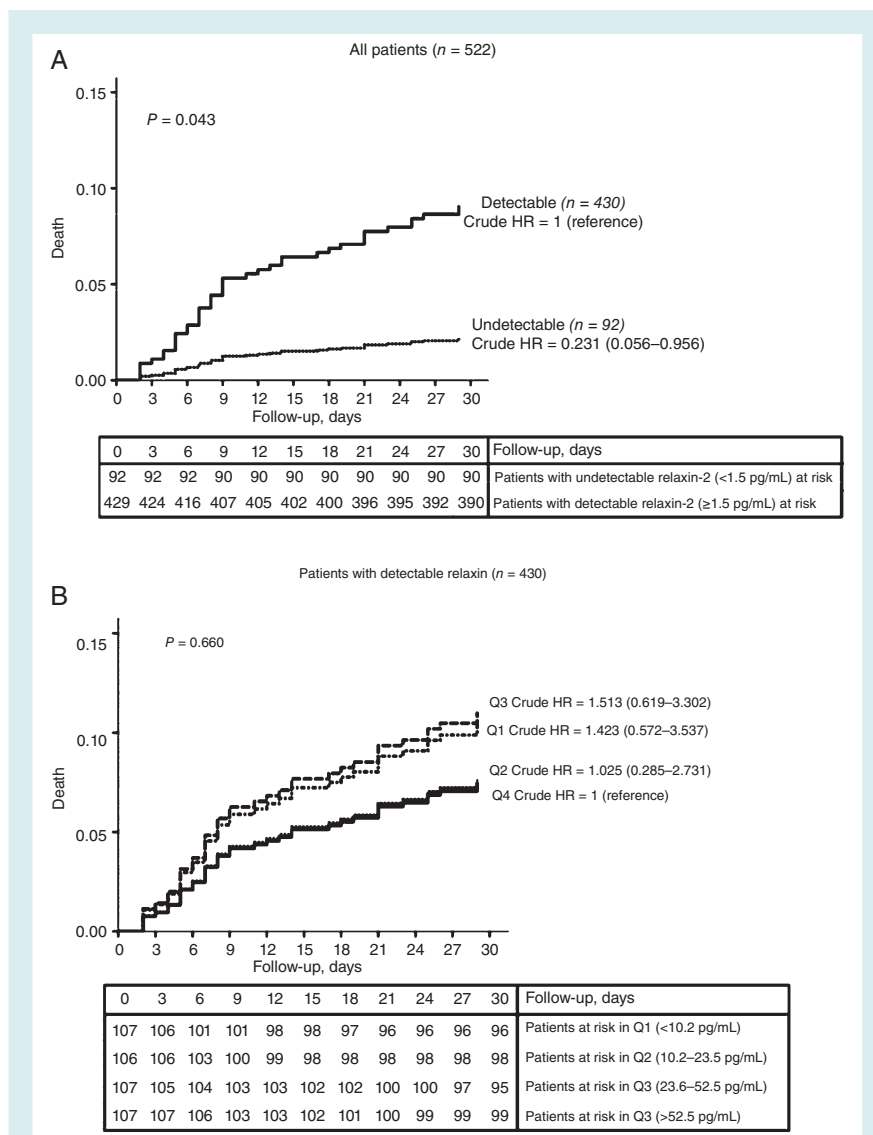 A
All patients (n = 522)
0.15
P = 0.043
0.10
Detectable (n = 430)
Crude HR = 1 (reference)
Death
0.05
Undetectable (n = 92)
Crude HR = 0.231 (0.056–0.956)
0.00
0 3 6 9 12 15 18 21 24 27 30
Follow-up, days
0 3 6 9 12 15 18 21 24 27 30 Follow-up, days
92 92 92 90 90 90 90 90 90 90 90 Patients with undetectable relaxin-2 (<1.5 pg/mL) at risk
429 424 416 407 405 402 400 396 395 392 390 Patients with detectable relaxin-2 (≥1.5 pg/mL) at risk
Patients with detectable relaxin (n = 430)
B
0.15
P = 0.660
Q3 Crude HR = 1.513 (0.619–3.302)
0.10
Q1 Crude HR = 1.423 (0.572–3.537)
Death
Q2 Crude HR = 1.025 (0.285–2.731)
Q4 Crude HR = 1 (reference)
0.05
0.00
0 3 6 9 12 15 18 21 24 27 30
Follow-up, days
0 3 6 9 12 15 18 21 24 27 30 Follow-up, days
107 106 101 101 98 98 97 96 96 96 96 Patients at risk in Q1 (<10.2 pg/mL)
106 106 103 100 99 98 98 98 98 98 98 Patients at risk in Q2 (10.2–23.5 pg/mL)
107 105 104 103 103 102 102 100 100 97 95 Patients at risk in Q3 (23.6–52.5 pg/mL)
107 107 106 103 103 102 101 100 99 99 99 Patients at risk in Q3 (>52.5 pg/mL)